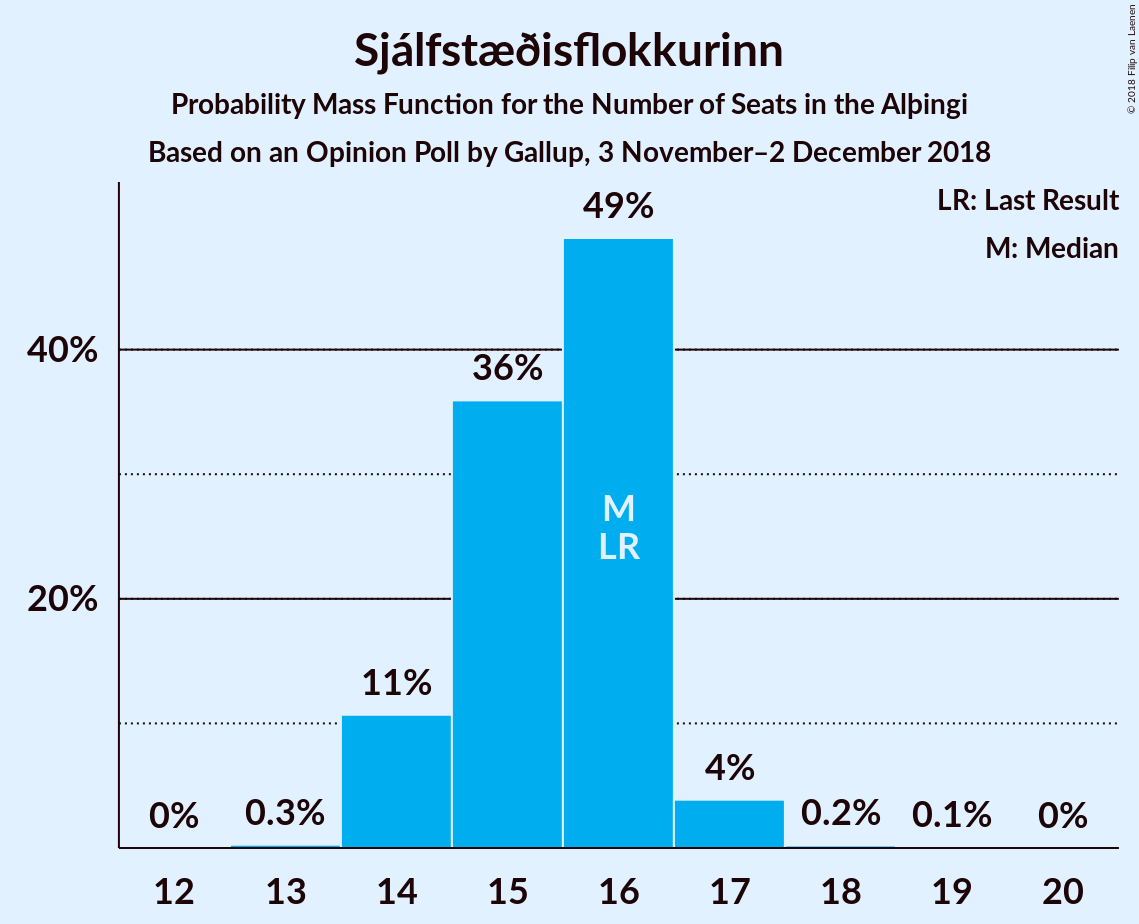 Sjálfstæðisflokkurinn
Probability Mass Function for the Number of Seats in the Alþingi
Based on an Opinion Poll by Gallup, 3 November–2 December 2018
© 2018 Filip van Laenen
LR: Last Result
M: Median
40%
20%
0%
0.3%
11%
36%
49%
M
LR
4%
0.2%
0.1%
0%
12 13 14 15 16 17 18 19 20